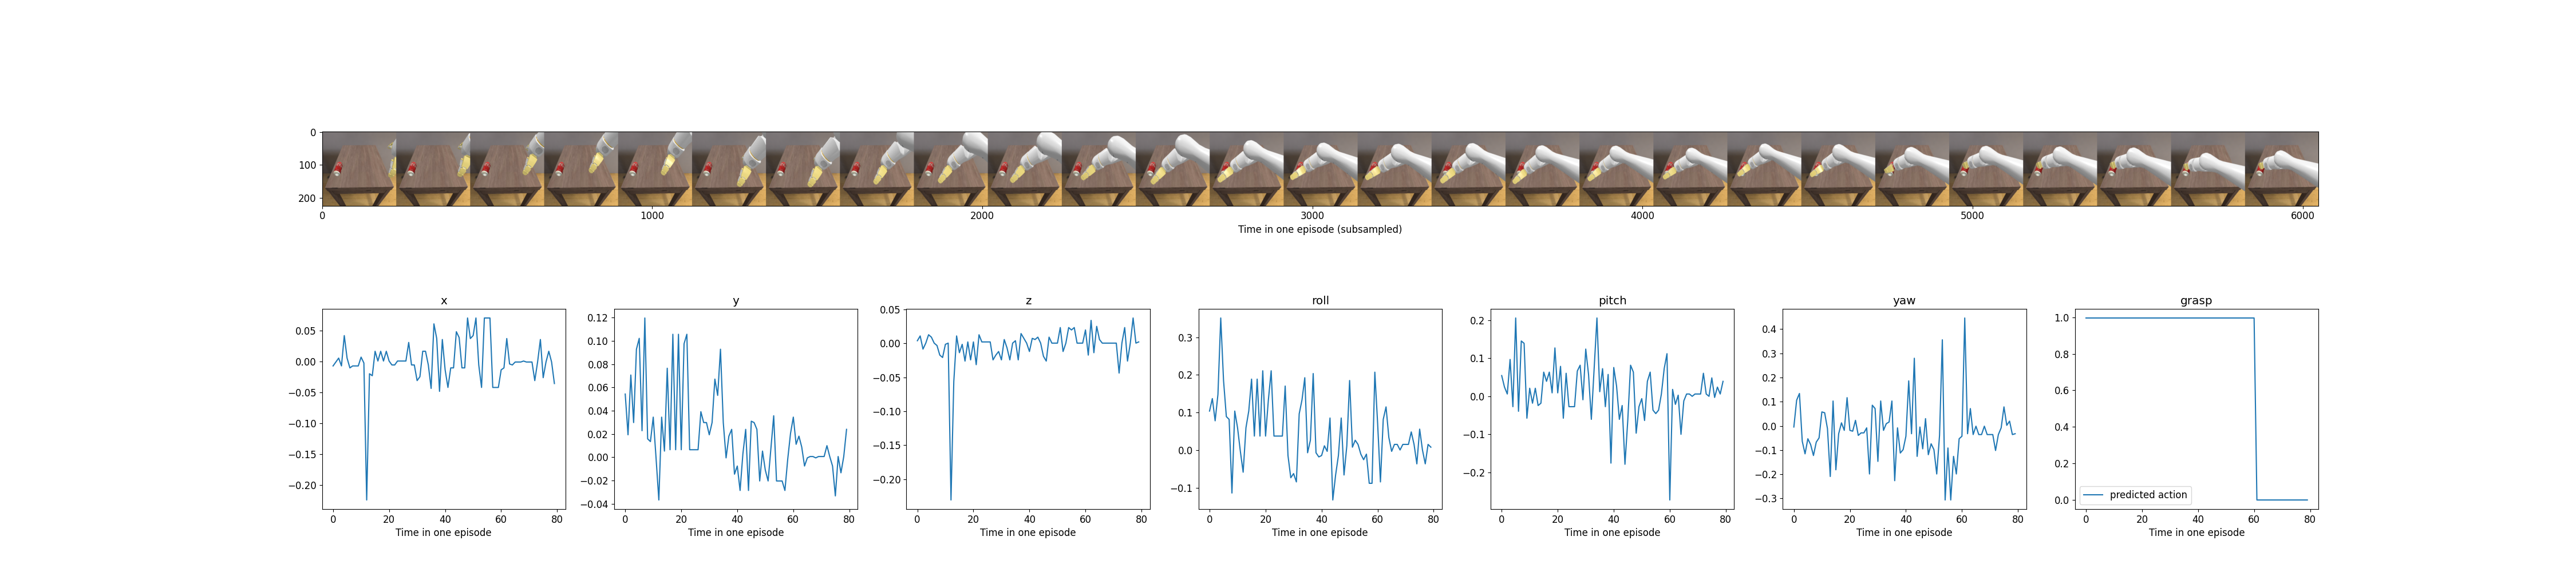 0
100
200
0 1000 2000 3000 4000 5000 6000
Time in one episode (subsampled)
x
0.05
0.00
−0.05
−0.10
−0.15
−0.20
0 20 40 60 80
Time in one episode
y
0.12
0.10
0.08
0.06
0.04
0.02
0.00
−0.02
−0.04
0 20 40 60 80
Time in one episode
z
0.05
0.00
−0.05
−0.10
−0.15
−0.20
0 20 40 60 80
Time in one episode
roll
0.3
0.2
0.1
0.0
−0.1
0 20 40 60 80
Time in one episode
pitch
0.2
0.1
0.0
−0.1
−0.2
0 20 40 60 80
Time in one episode
yaw
0.4
0.3
0.2
0.1
0.0
−0.1
−0.2
−0.3
0 20 40 60 80
Time in one episode
grasp
1.0
0.8
0.6
0.4
0.2
0.0
predicted action
0 20 40 60 80
Time in one episode